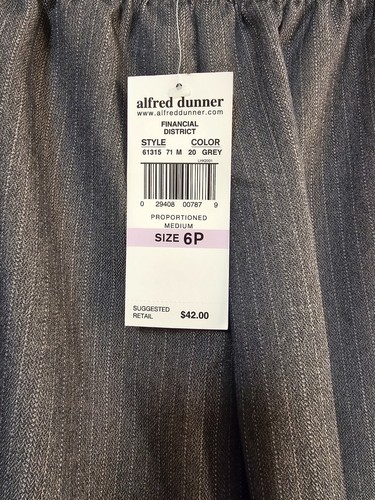 alfred dunner
www.alfreddunner.com
FINANCIAL
DISTRICT
STYLE COLOR
61315 71 M 20 GREY
0 29408 00787 9
PROPORTIONED
MEDIUM
SIZE 6P
SUGGESTED
RETAIL $42.00